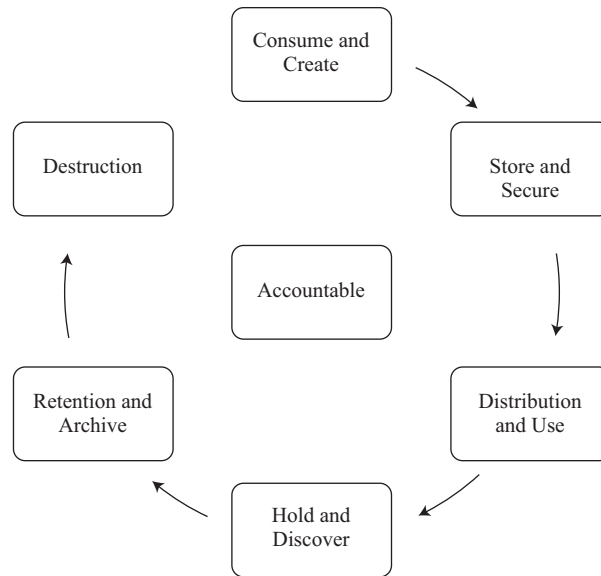 Consume and
Create
Store and
Secure
Distribution
and Use
Hold and
Discover
Retention and
Archive
Destruction
Accountable